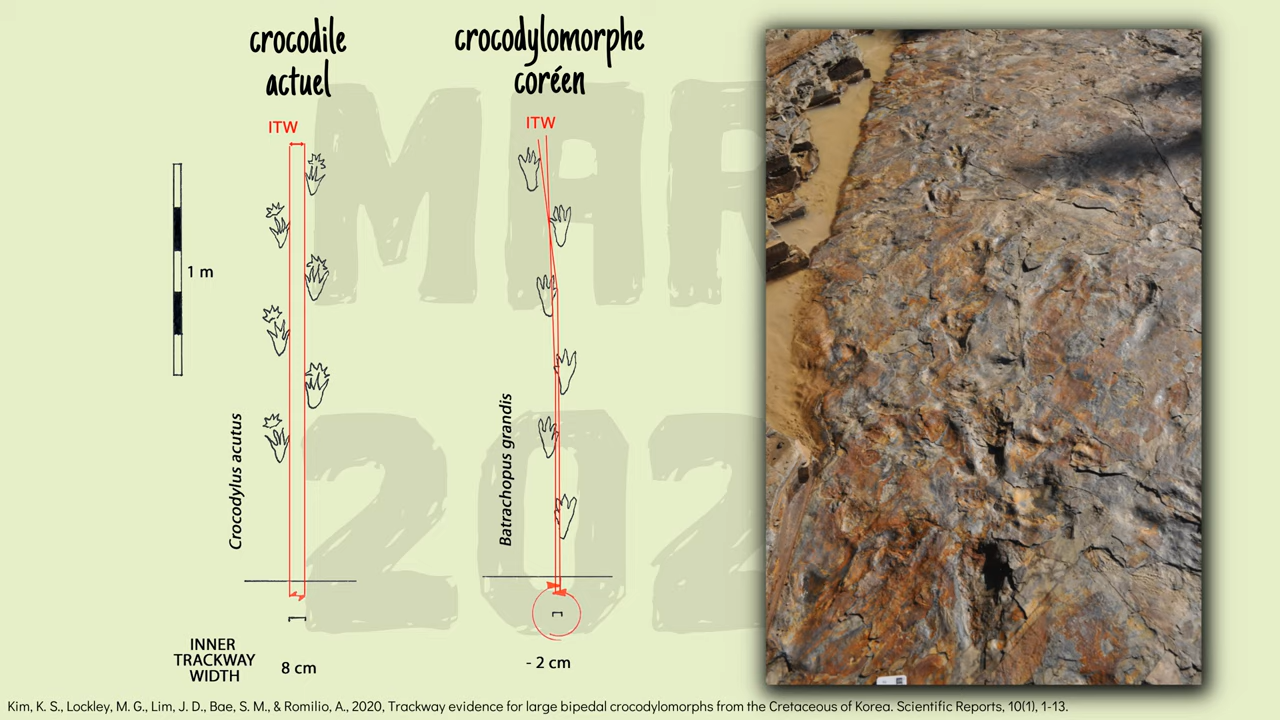 crocodile
actuel
crocodylomorphe
coréen
ITW
ITW
1 m
Crocodylus acutus
Batrachopus grandis
INNER
TRACKWAY
WIDTH
8 cm
- 2 cm
MAR
202
Kim, K. S., Lockley, M. G., Lim, J. D., Bae, S. M., & Romilio, A., 2020, Trackway evidence for large bipedal crocodylomorphs from the Cretaceous of Korea. Scientific Reports, 10(1), 1-13.